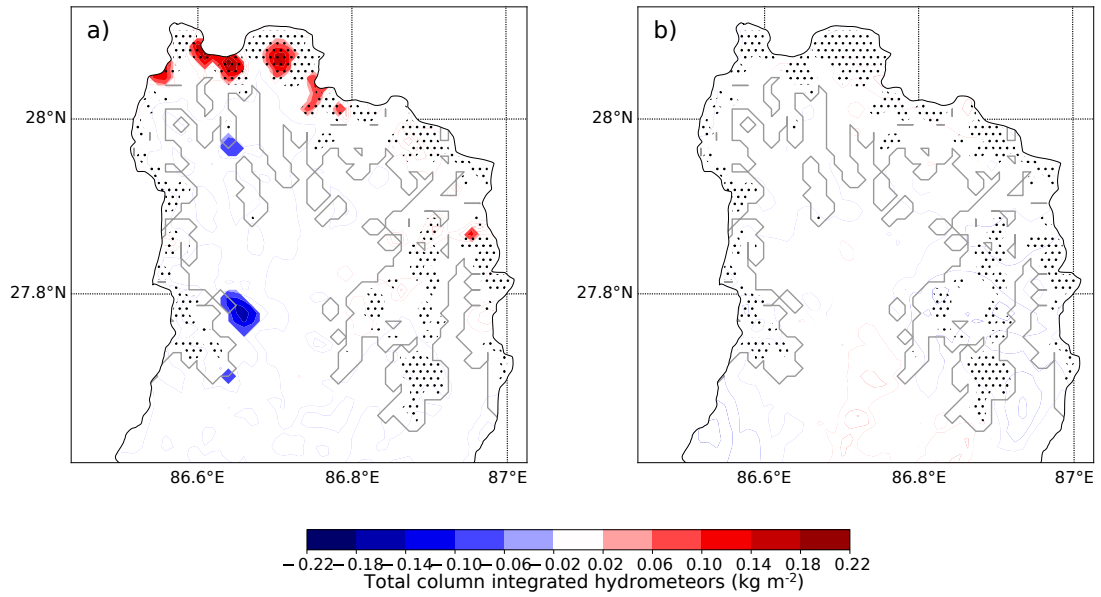 a)
b)
28°N
28°N
27.8°N
27.8°N
86.6°E 86.8°E 87°E
86.6°E 86.8°E 87°E
−0.22 −0.18 −0.14 −0.10 −0.06 −0.02 0.02 0.06 0.10 0.14 0.18 0.22
Total column integrated hydrometeors (kg m-2)